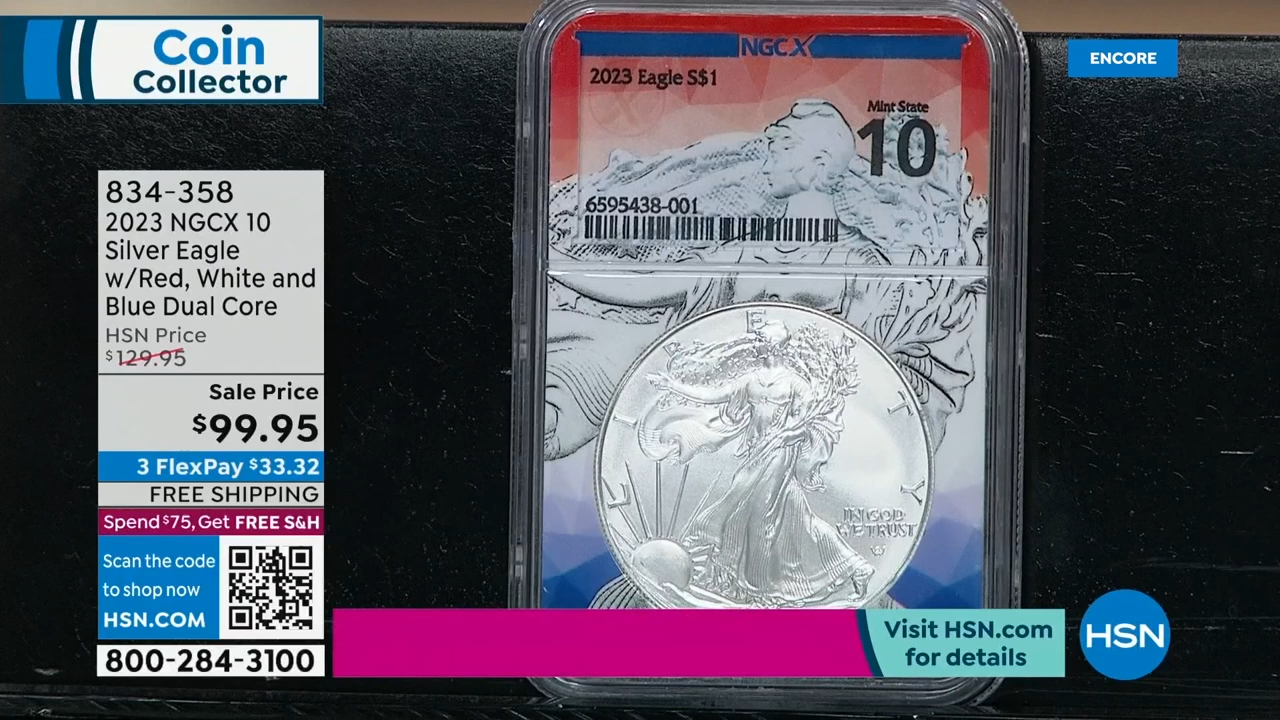 Coin
Collector
ENCORE
834-358
2023 NGCX 10
Silver Eagle
w/Red, White and
Blue Dual Core
HSN Price
$129.95
Sale Price
$99.95
3 FlexPay $33.32
FREE SHIPPING
Spend $75, Get FREE S&H
Scan the code
to shop now
HSN.COM
800-284-3100
NGCX
2023 Eagle S$1
Mint State
10
6595438-001
LIBERTY
IN GOD
WE TRUST
Visit HSN.com
for details
HSN